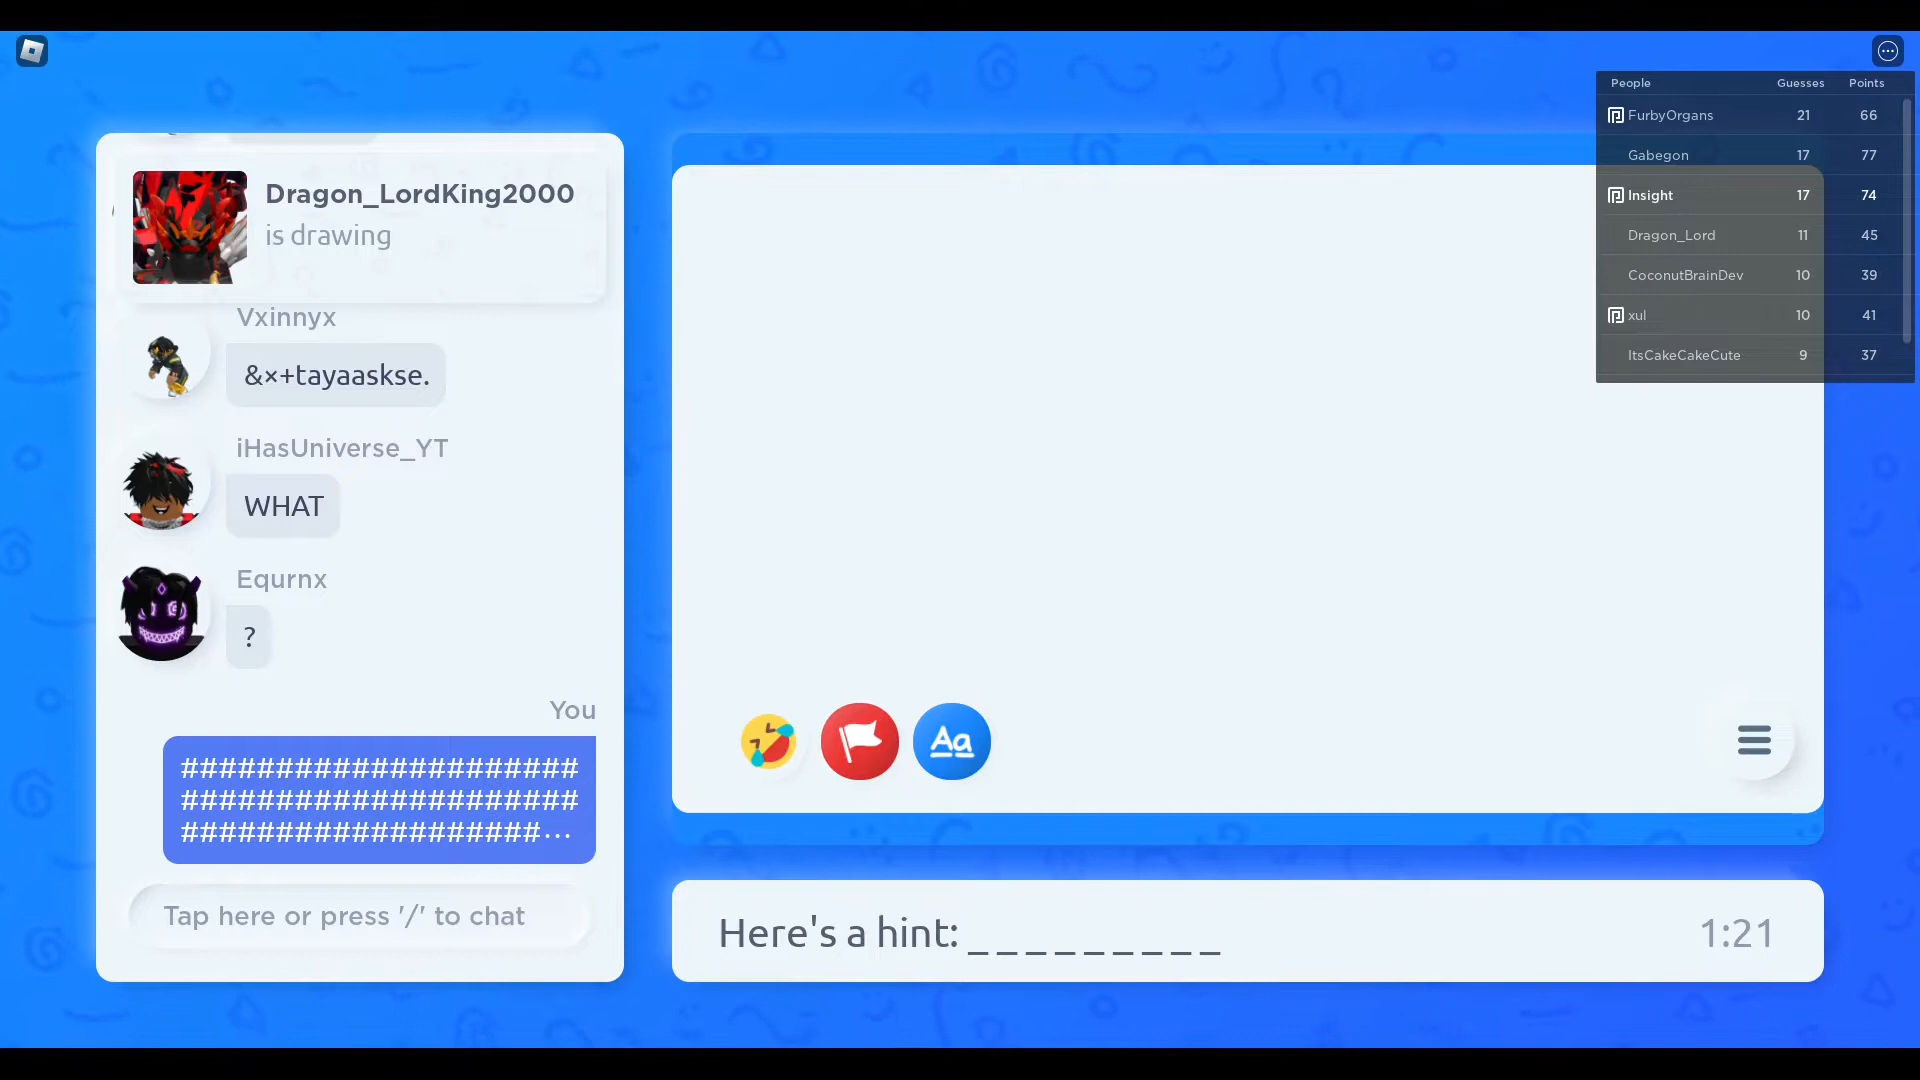 People Guesses Points
FurbyOrgans 21 66
Gabegon 17 77
Insight 17 74
Dragon_Lord 11 45
CoconutBrainDev 10 39
xul 10 41
ItsCakeCakeCute 9 37
Dragon_LordKing2000
is drawing
Vxinnyx
&×+tayaaskse.
iHasUniverse_YT
WHAT
Equrnx
?
You
#####################
#####################
###################...
Tap here or press '/' to chat
Aa
Here's a hint: _ _ _ _ _ _ _ _ _
1:21